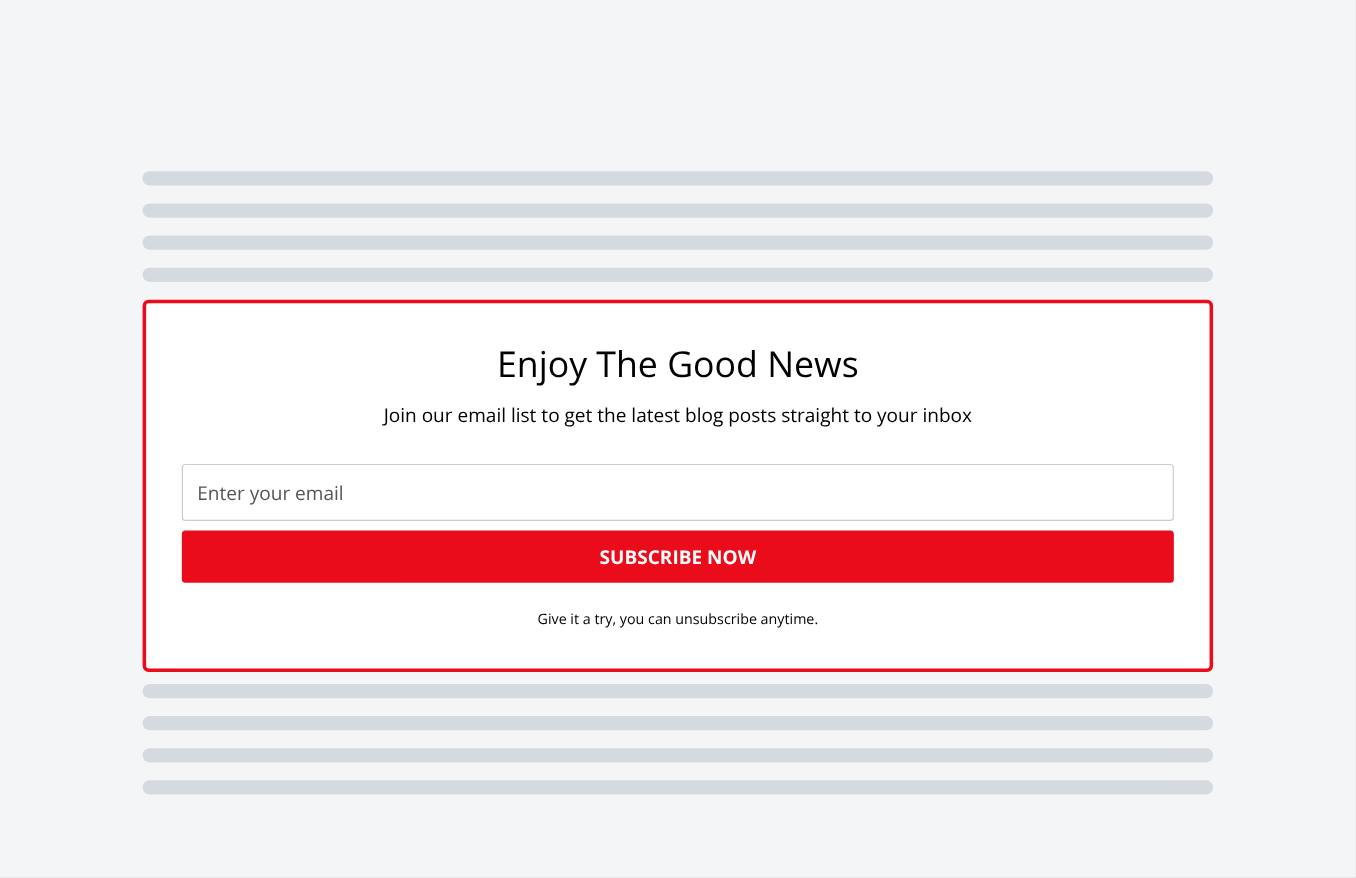 Enjoy The Good News
Join our email list to get the latest blog posts straight to your inbox
Enter your email
SUBSCRIBE NOW
Give it a try, you can unsubscribe anytime.